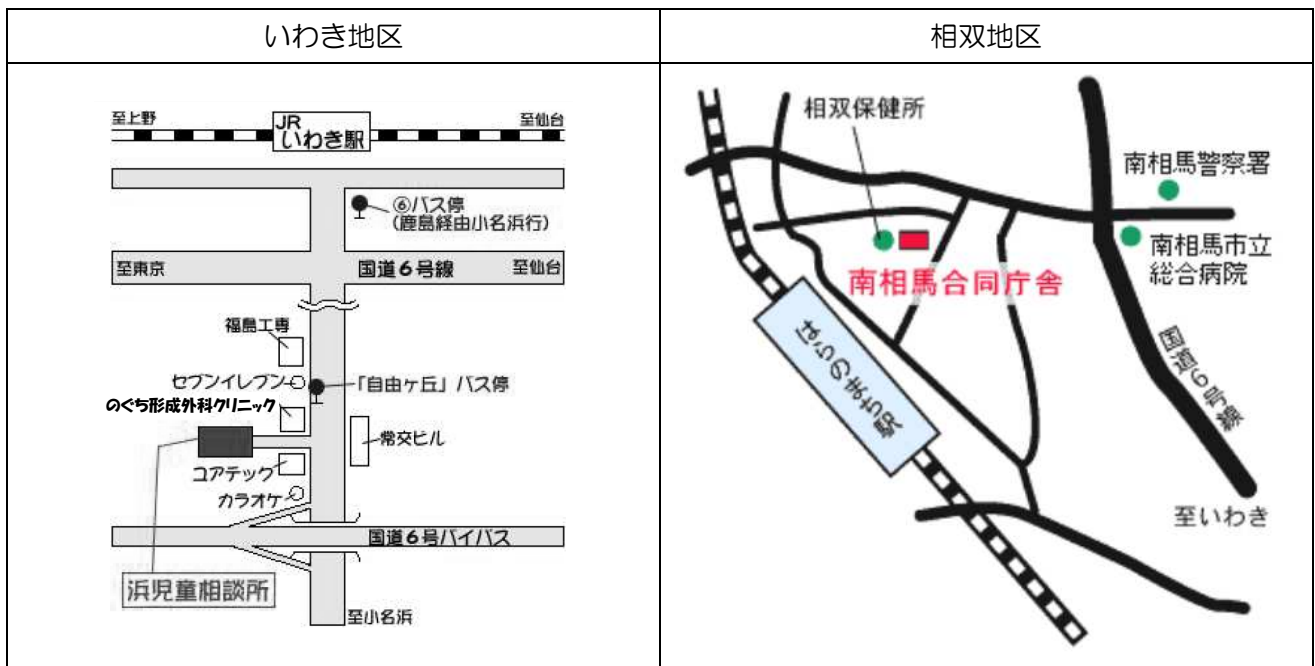 いわき地区
至上野
JR
いわき駅
至仙台
⑥バス停
(鹿島経由小名浜行)
至東京
国道6号線
至仙台
福島工専
セブンイレブン
「自由ヶ丘」バス停
のぐち形成外科クリニック
常交ビル
ユアテック
カラオケ
国道6号バイパス
浜児童相談所
至小名浜
相双地区
相双保健所
南相馬警察署
南相馬市立
総合病院
南相馬合同庁舎
はらのまち駅
国道6号線
至いわき